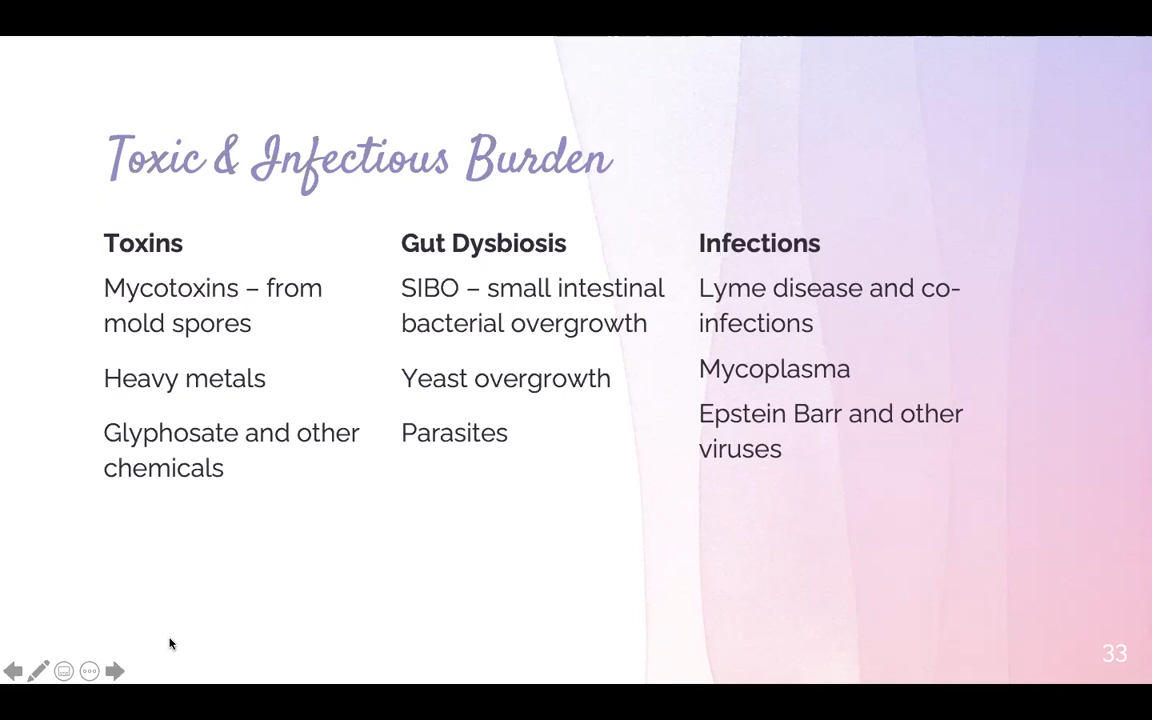 Toxic & Infectious Burden
Toxins
Mycotoxins – from
mold spores
Heavy metals
Glyphosate and other
chemicals
Gut Dysbiosis
SIBO – small intestinal
bacterial overgrowth
Yeast overgrowth
Parasites
Infections
Lyme disease and co-
infections
Mycoplasma
Epstein Barr and other
viruses
33